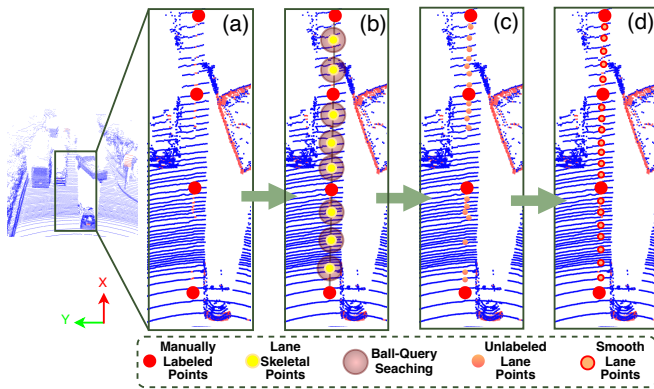 (a)
(b)
(c)
(d)
X
Y
Manually
Labeled
Points
Lane
Skeletal
Points
Ball-Query
Seaching
Unlabeled
Lane
Points
Smooth
Lane
Points